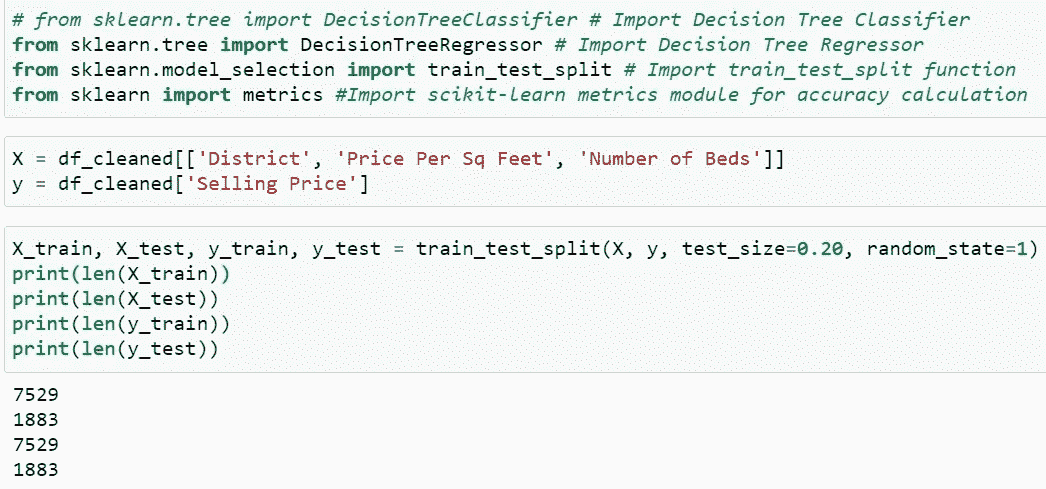 # from sklearn.tree import DecisionTreeClassifier # Import Decision Tree Classifier
from sklearn.tree import DecisionTreeRegressor # Import Decision Tree Regressor
from sklearn.model_selection import train_test_split # Import train_test_split function
from sklearn import metrics #Import scikit-learn metrics module for accuracy calculation
X = df_cleaned[['District', 'Price Per Sq Feet', 'Number of Beds']]
y = df_cleaned['Selling Price']
X_train, X_test, y_train, y_test = train_test_split(X, y, test_size=0.20, random_state=1)
print(len(X_train))
print(len(X_test))
print(len(y_train))
print(len(y_test))
7529
1883
7529
1883